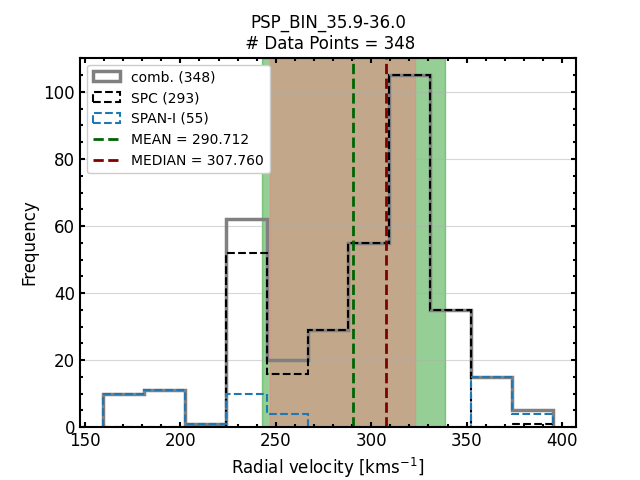 PSP_BIN_35.9-36.0
# Data Points = 348
comb. (348)
SPC (293)
SPAN-I (55)
MEAN = 290.712
MEDIAN = 307.760
100
80
60
40
20
0
Frequency
150 200 250 300 350 400
Radial velocity [kms⁻¹]